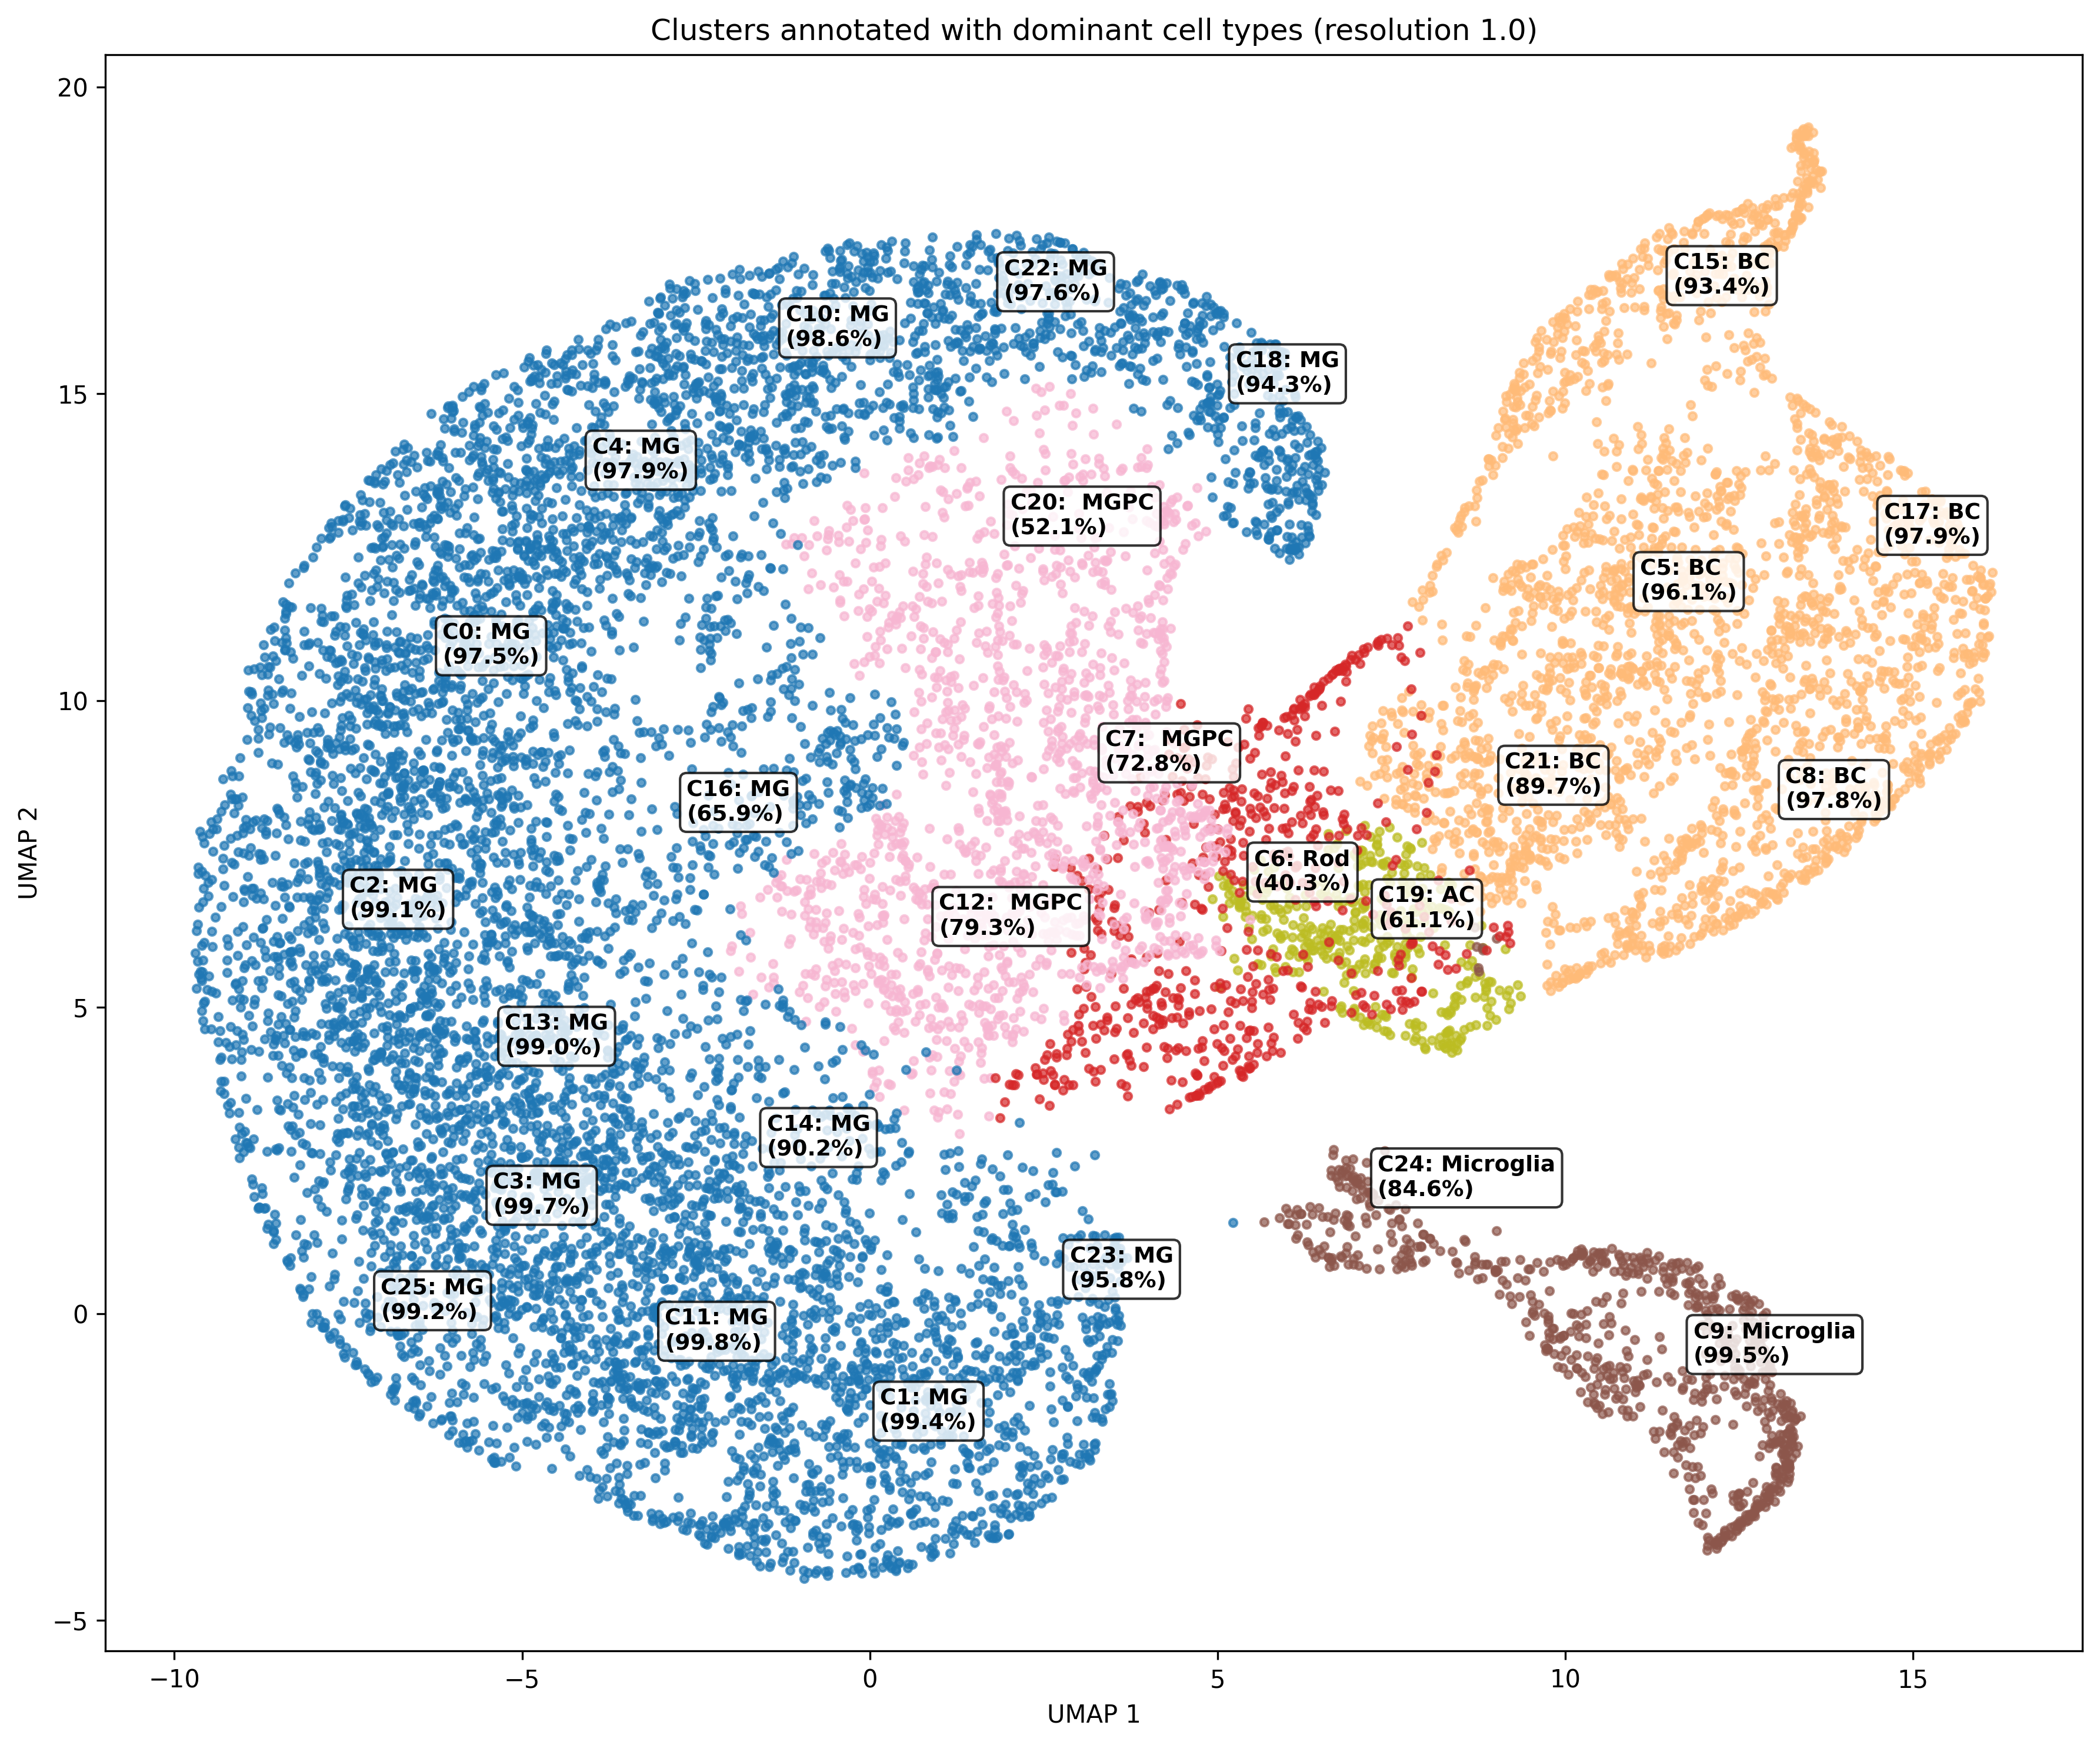 Clusters annotated with dominant cell types (resolution 1.0)
20
15
10
5
0
−5
UMAP 2
C15: BC
(93.4%)
C22: MG
(97.6%)
C10: MG
(98.6%)
C18: MG
(94.3%)
C4: MG
(97.9%)
C20:  MGPC
(52.1%)
C17: BC
(97.9%)
C5: BC
(96.1%)
C0: MG
(97.5%)
C7:  MGPC
(72.8%)
C21: BC
(89.7%)
C8: BC
(97.8%)
C16: MG
(65.9%)
C6: Rod
(40.3%)
C2: MG
(99.1%)
C19: AC
(61.1%)
C12:  MGPC
(79.3%)
C13: MG
(99.0%)
C14: MG
(90.2%)
C24: Microglia
(84.6%)
C3: MG
(99.7%)
C23: MG
(95.8%)
C25: MG
(99.2%)
C11: MG
(99.8%)
C9: Microglia
(99.5%)
C1: MG
(99.4%)
−10
−5
0
5
10
15
UMAP 1